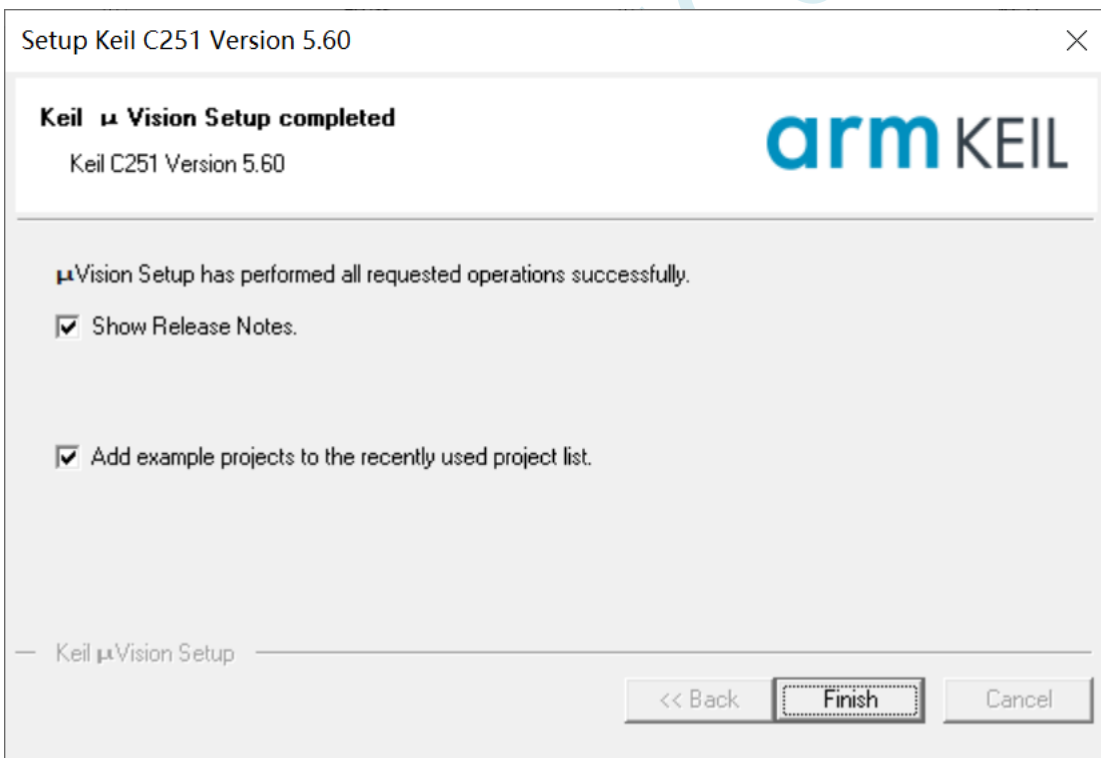 Setup Keil C251 Version 5.60
Keil μ Vision Setup completed
Keil C251 Version 5.60
arm KEIL
μVision Setup has performed all requested operations successfully.
Show Release Notes.
Add example projects to the recently used project list.
Keil μVision Setup
<< Back
Finish
Cancel